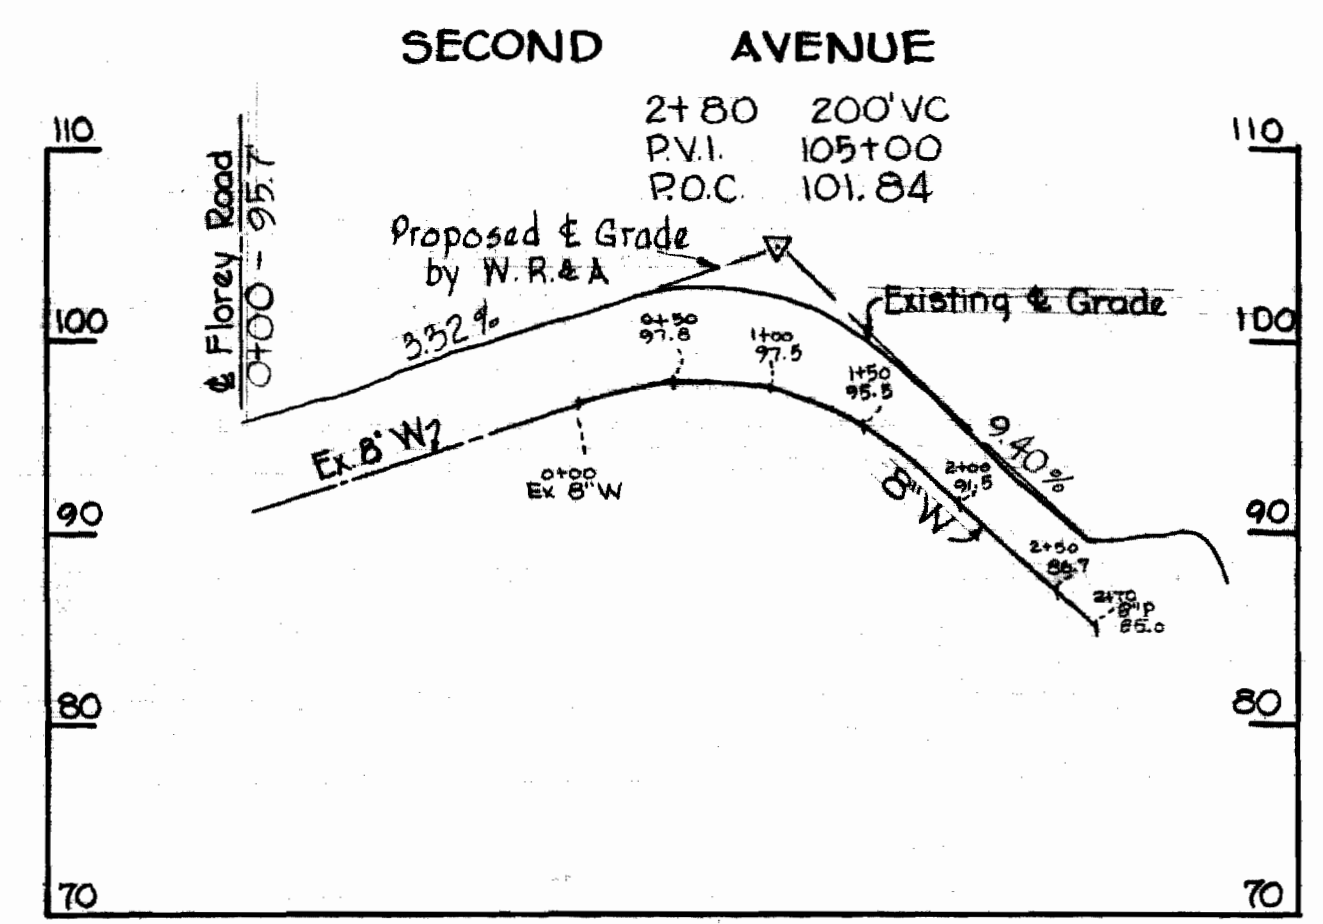 SECOND AVENUE
2+80 200' VC
P.V.I. 105+00
P.O.C. 101.84
110
110
℄ Florey Road
0+00 - 95.7
Proposed ℄ Grade
by W.R.&A
Existing ℄ Grade
100
100
3.32%
0+50
97.8
1+00
97.5
1+50
95.5
9.40%
Ex. 8" W?
0+00
Ex 8" W
2+00
91.5
8" W
90
90
2+50
2+70
8" P
85.0
80
80
70
70